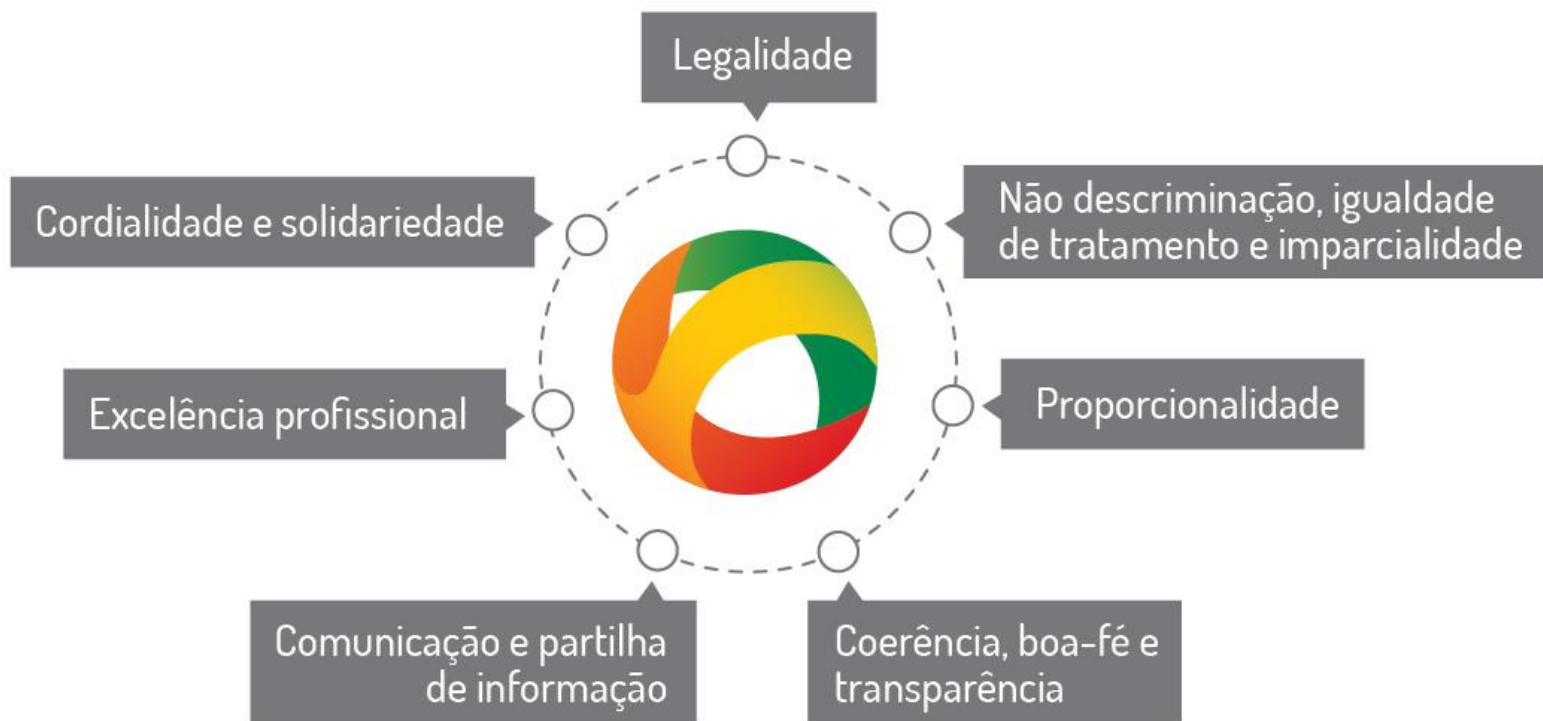 Legalidade
Não descriminação, igualdade
de tratamento e imparcialidade
Proporcionalidade
Coerência, boa-fé e
transparência
Comunicação e partilha
de informação
Excelência profissional
Cordialidade e solidariedade